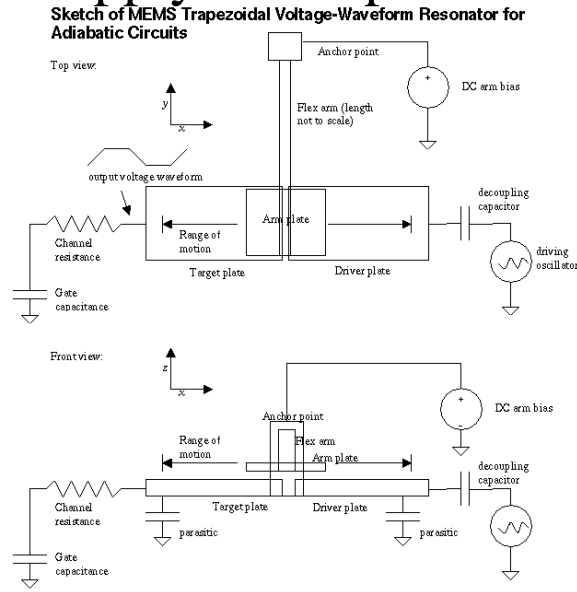 Sketch of MEMS Trapezoidal Voltage-Waveform Resonator for
Adiabatic Circuits
Top view:
Anchor point
y
x
DC arm bias
Flex arm (length
not to scale)
output voltage waveform
decoupling
capacitor
Arm plate
Channel
resistance
Range of
motion
driving
oscillator
Target plate
Driver plate
Gate
capacitance
Front view:
z
x
Anchor point
DC arm bias
Flex arm
Range of
motion
Arm plate
decoupling
capacitor
Channel
resistance
Target plate
Driver plate
parasitic
parasitic
Gate
capacitance